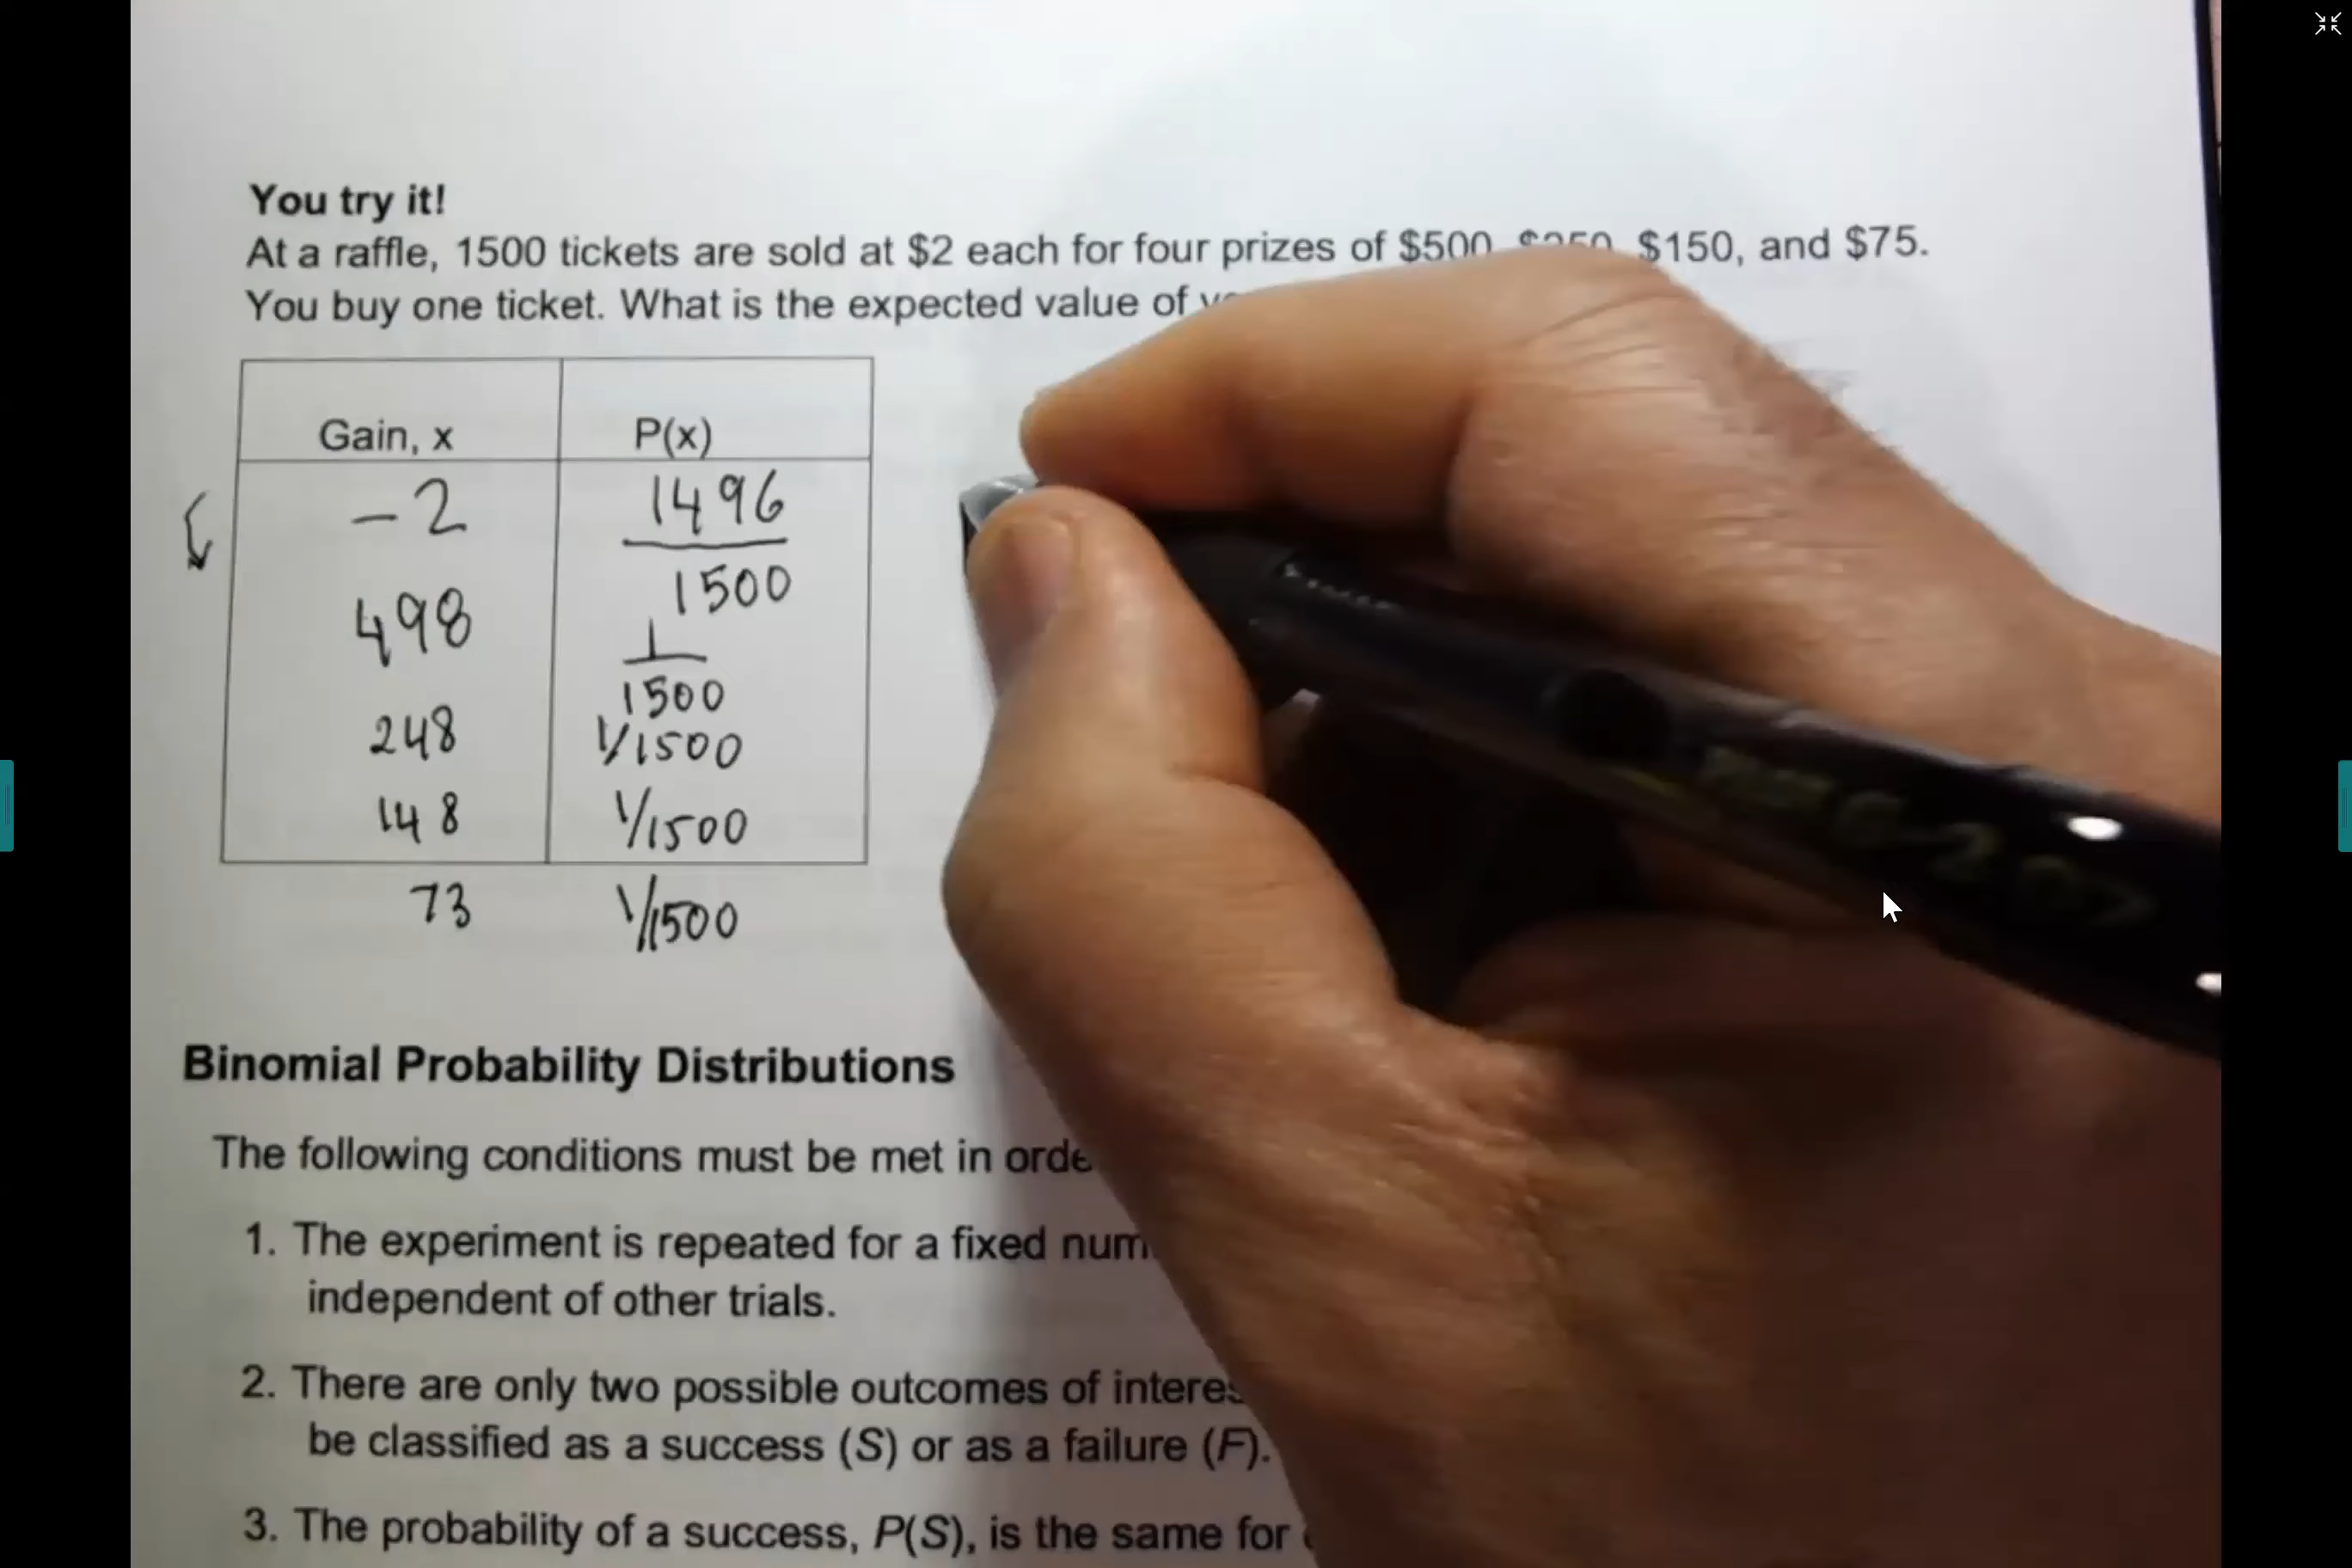 You try it!
At a raffle, 1500 tickets are sold at $2 each for four prizes of $500, $250, $150, and $75.
You buy one ticket. What is the expected value of
Gain, x P(x)
-2 1496/1500
498 1/1500
248 1/1500
148 1/1500
73 1/1500
Binomial Probability Distributions
The following conditions must be met in
1. The experiment is repeated for a fixed
independent of other trials.
2. There are only two possible outcomes of
be classified as a success (S) or as a failure (F).
3. The probability of a success, P(S), is the same for